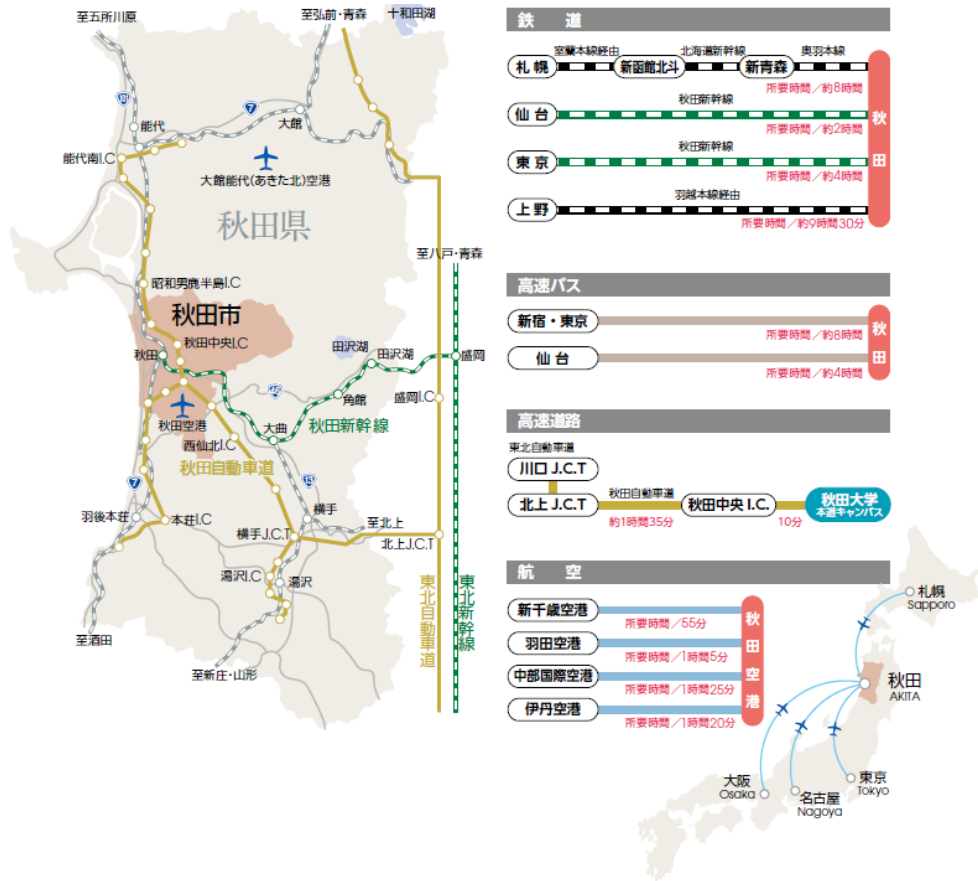 至五所川原
至弘前・青森
十和田湖
101
7
能代
大館
能代南I.C
大館能代(あきた北)空港
秋田県
至八戸・青森
昭和男鹿半島I.C
秋田市
秋田中央I.C
秋田
田沢湖
田沢湖
盛岡
46
角館
盛岡I.C
秋田空港
大曲
秋田新幹線
西仙北I.C
秋田自動車道
7
13
羽後本荘
本荘I.C
横手
至北上
横手J.C.T
北上J.C.T
湯沢I.C
湯沢
東北自動車道
東北新幹線
至酒田
至新庄・山形
鉄 道
室蘭本線経由
北海道新幹線
奥羽本線
札幌
新函館北斗
新青森
所要時間/約8時間
秋田新幹線
仙台
所要時間/約2時間
秋田新幹線
東京
所要時間/約4時間
羽越本線経由
上野
所要時間/約9時間30分
秋田
高速バス
新宿・東京
所要時間/約8時間
仙台
所要時間/約4時間
秋田
高速道路
東北自動車道
川口 J.C.T
北上 J.C.T
秋田自動車道
約1時間35分
秋田中央 I.C.
10分
秋田大学
本道キャンパス
航 空
新千歳空港
所要時間/55分
羽田空港
所要時間/1時間5分
中部国際空港
所要時間/1時間25分
伊丹空港
所要時間/1時間20分
秋田空港
札幌
Sapporo
秋田
AKITA
大阪
Osaka
名古屋
Nagoya
東京
Tokyo